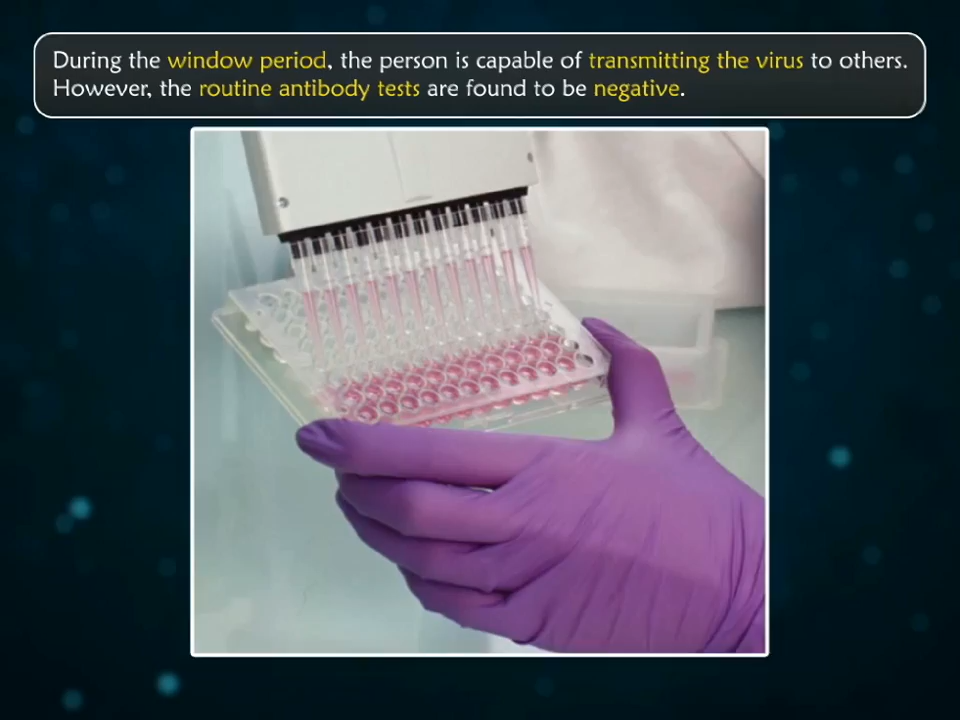 During the window period, the person is capable of transmitting the virus to others.
However, the routine antibody tests are found to be negative.